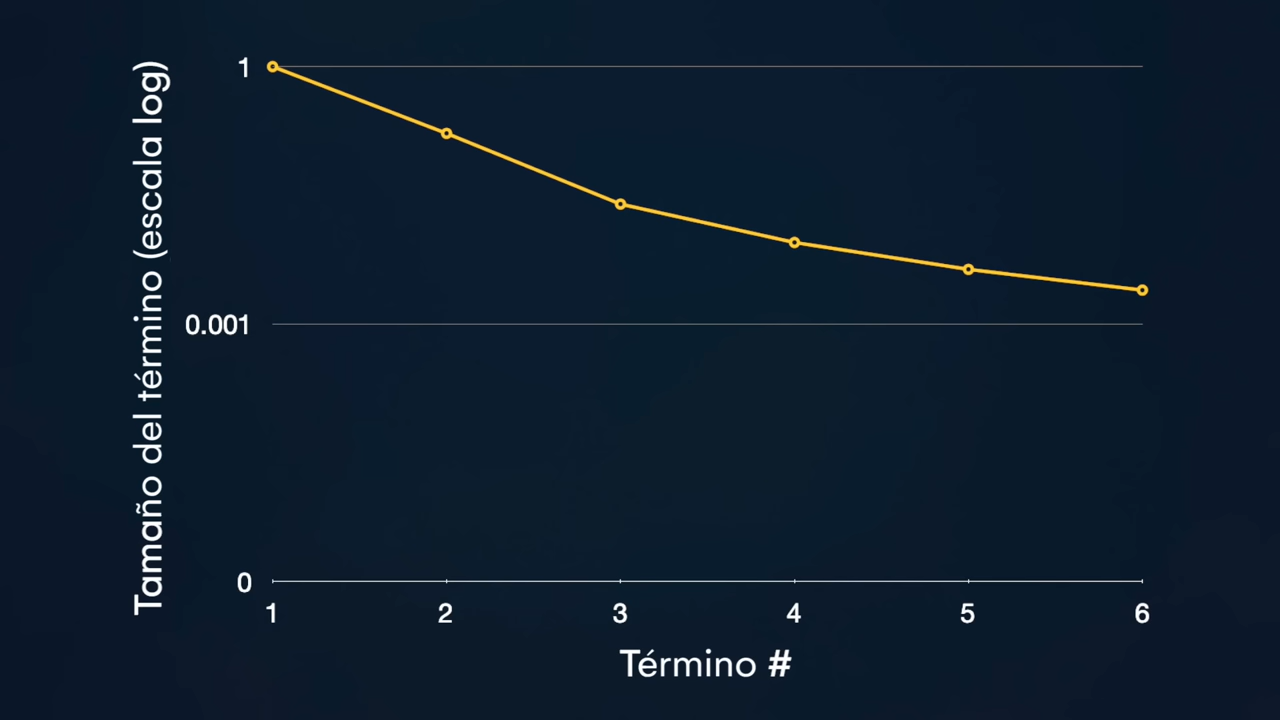 Tamaño del término (escala log)
1
0.001
0
1 2 3 4 5 6
Término #